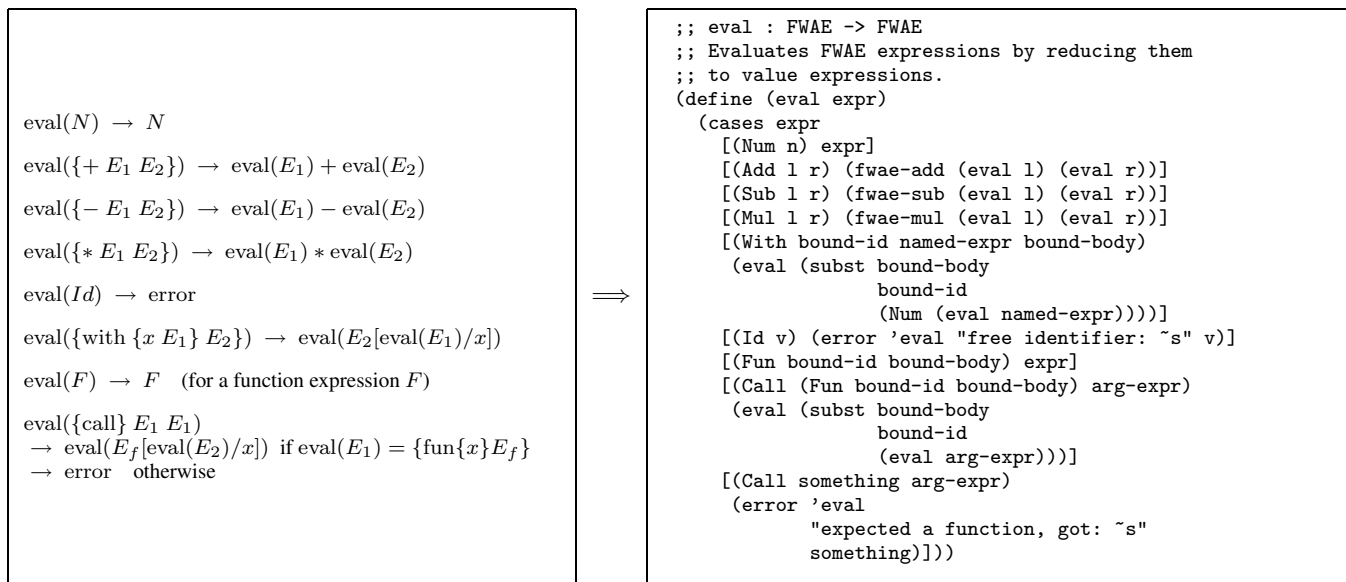 eval(N) → N
eval({+ E₁ E₂}) → eval(E₁) + eval(E₂)
eval({− E₁ E₂}) → eval(E₁) − eval(E₂)
eval({∗ E₁ E₂}) → eval(E₁) ∗ eval(E₂)
eval(Id) → error
eval({with {x E₁} E₂}) → eval(E₂[eval(E₁)/x])
eval(F) → F (for a function expression F)
eval({call} E₁ E₁)
→ eval(E_f[eval(E₂)/x]) if eval(E₁) = {fun{x}E_f}
→ error otherwise
⟹
;; eval : FWAE -> FWAE
;; Evaluates FWAE expressions by reducing them
;; to value expressions.
(define (eval expr)
  (cases expr
    [(Num n) expr]
    [(Add l r) (fwae-add (eval l) (eval r))]
    [(Sub l r) (fwae-sub (eval l) (eval r))]
    [(Mul l r) (fwae-mul (eval l) (eval r))]
    [(With bound-id named-expr bound-body)
     (eval (subst bound-body
                  bound-id
                  (Num (eval named-expr))))]
    [(Id v) (error ’eval "free identifier: ~s" v)]
    [(Fun bound-id bound-body) expr]
    [(Call (Fun bound-id bound-body) arg-expr)
     (eval (subst bound-body
                  bound-id
                  (eval arg-expr)))]
    [(Call something arg-expr)
     (error ’eval
            "expected a function, got: ~s"
            something)]))